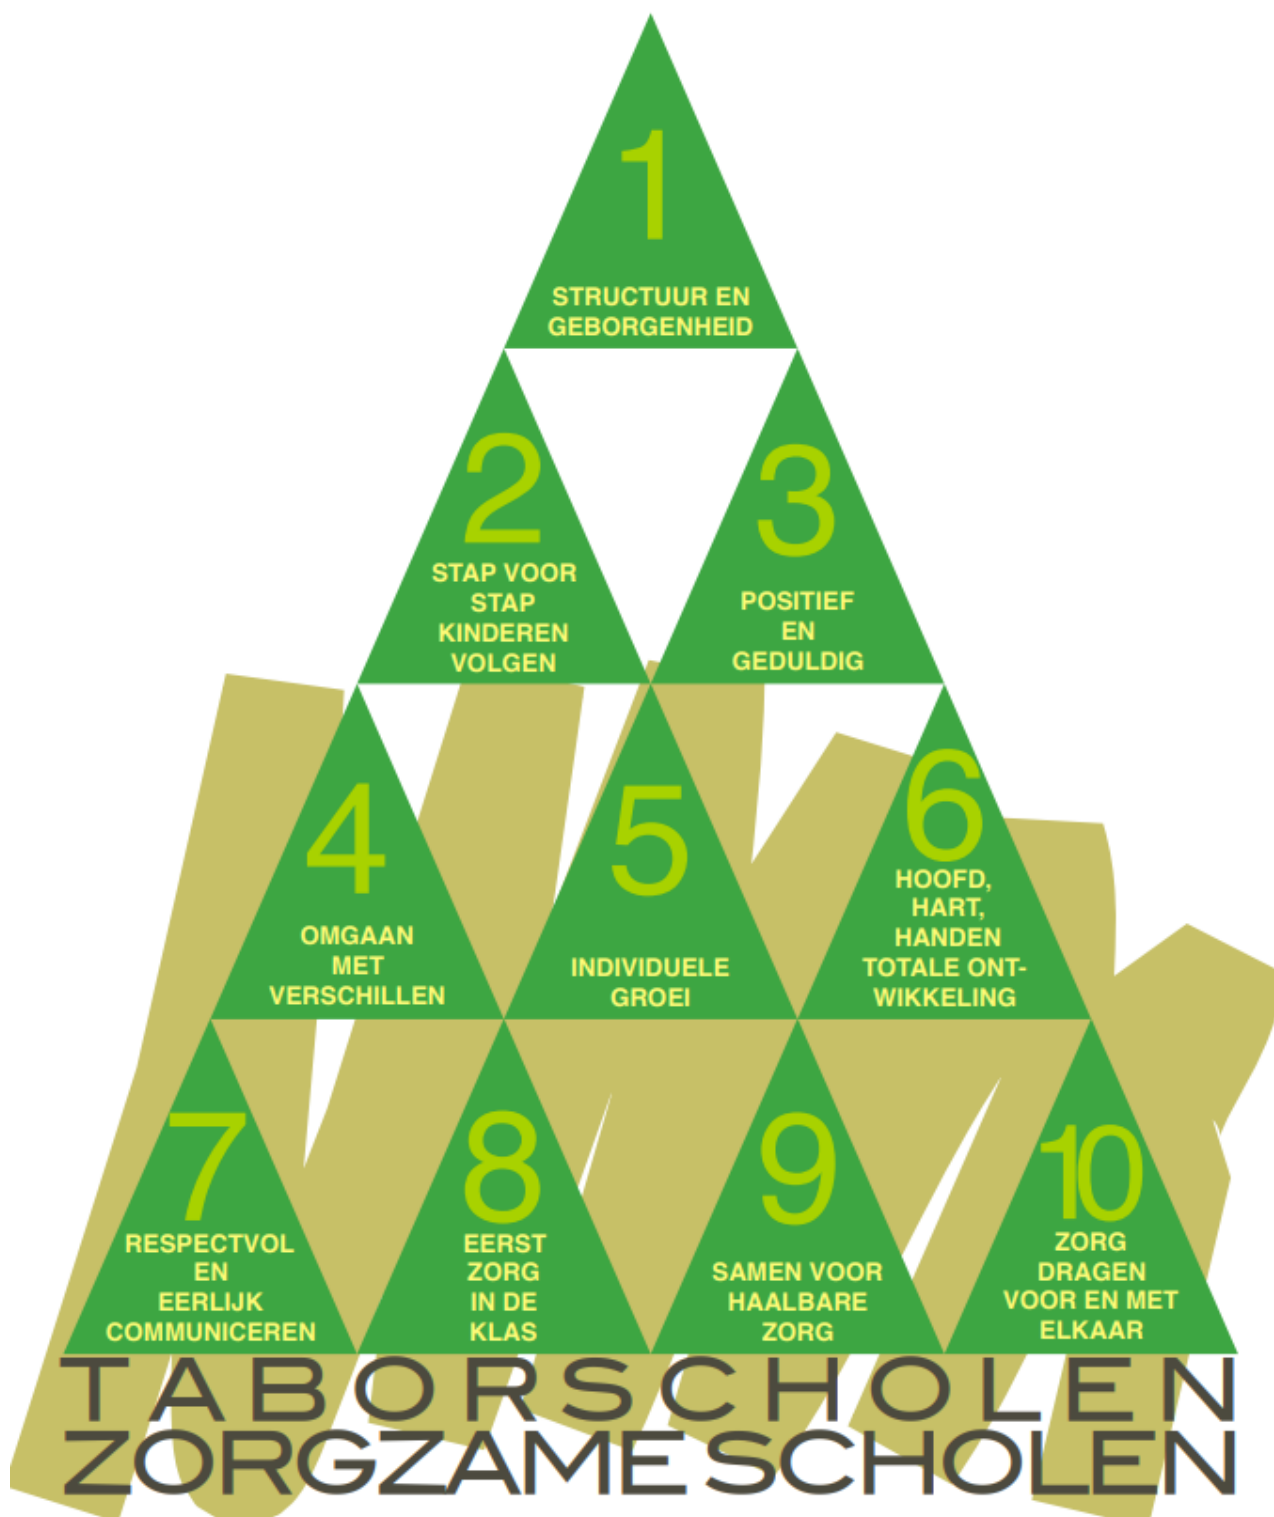 1
STRUCTUUR EN
GEBORGENHEID
2
STAP VOOR
STAP
KINDEREN
VOLGEN
3
POSITIEF
EN
GEDULDIG
4
OMGAAN
MET
VERSCHILLEN
5
INDIVIDUELE
GROEI
6
HOOFD,
HART,
HANDEN
TOTALE ONT-
WIKKELING
7
RESPECTVOL
EN
EERLIJK
COMMUNICEREN
8
EERST
ZORG
IN DE
KLAS
9
SAMEN VOOR
HAALBARE
ZORG
10
ZORG
DRAGEN
VOOR EN MET
ELKAAR
TABORSCHOLEN
ZORGZAME SCHOLEN